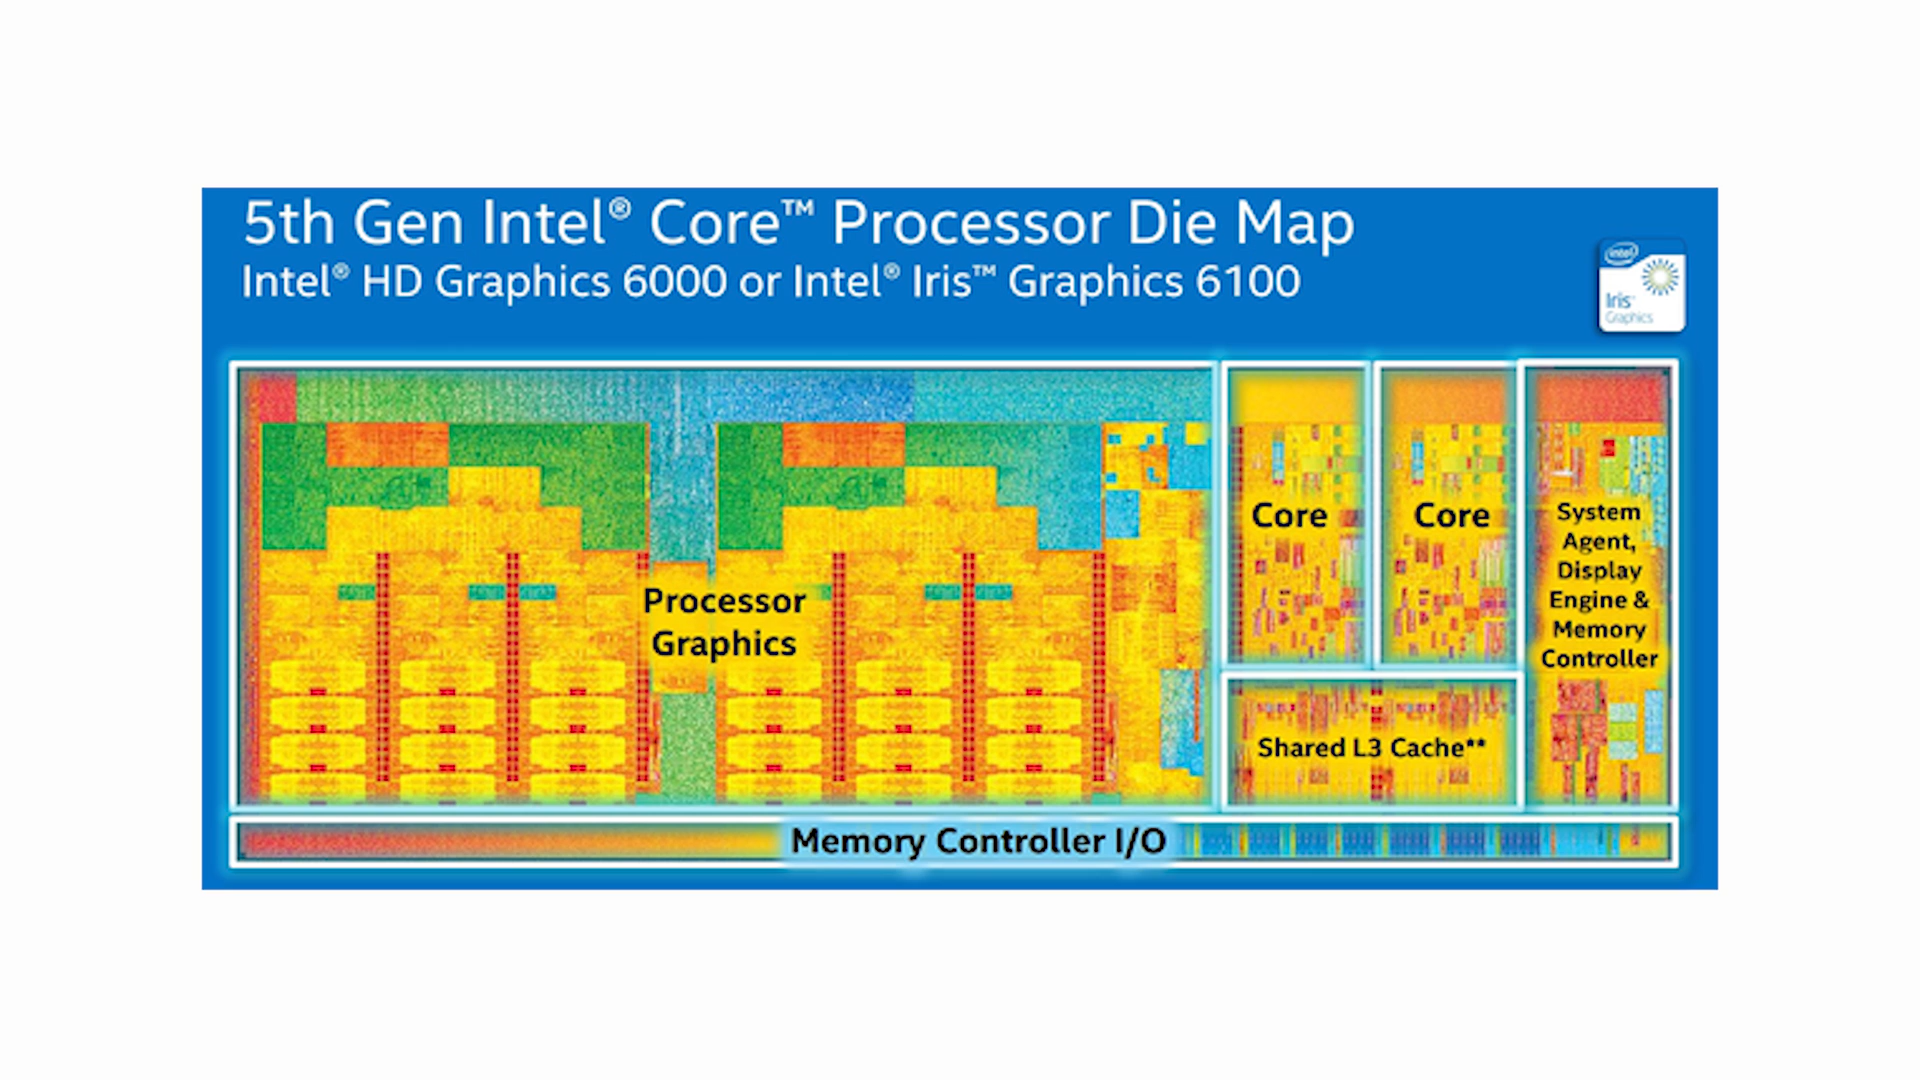 5th Gen Intel® Core™ Processor Die Map
Intel® HD Graphics 6000 or Intel® Iris™ Graphics 6100
intel
Iris™
Graphics
Processor
Graphics
Core
Core
System
Agent,
Display
Engine &
Memory
Controller
Shared L3 Cache**
Memory Controller I/O